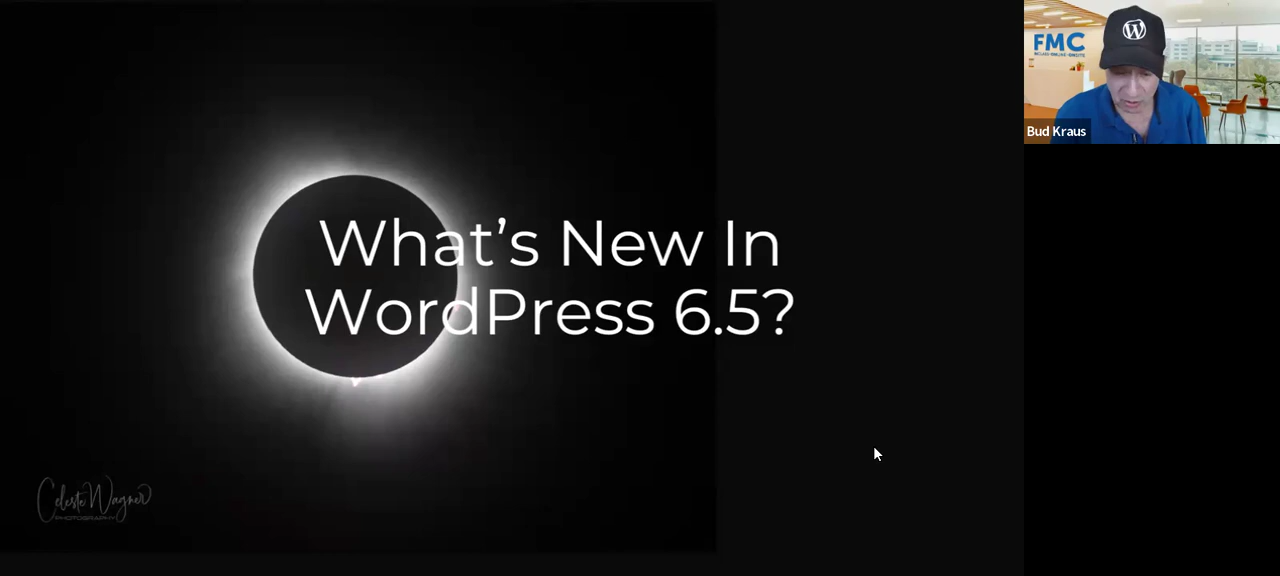 What's New In
WordPress 6.5?
Celeste Wagner
PHOTOGRAPHY
FMC
Bud Kraus
W